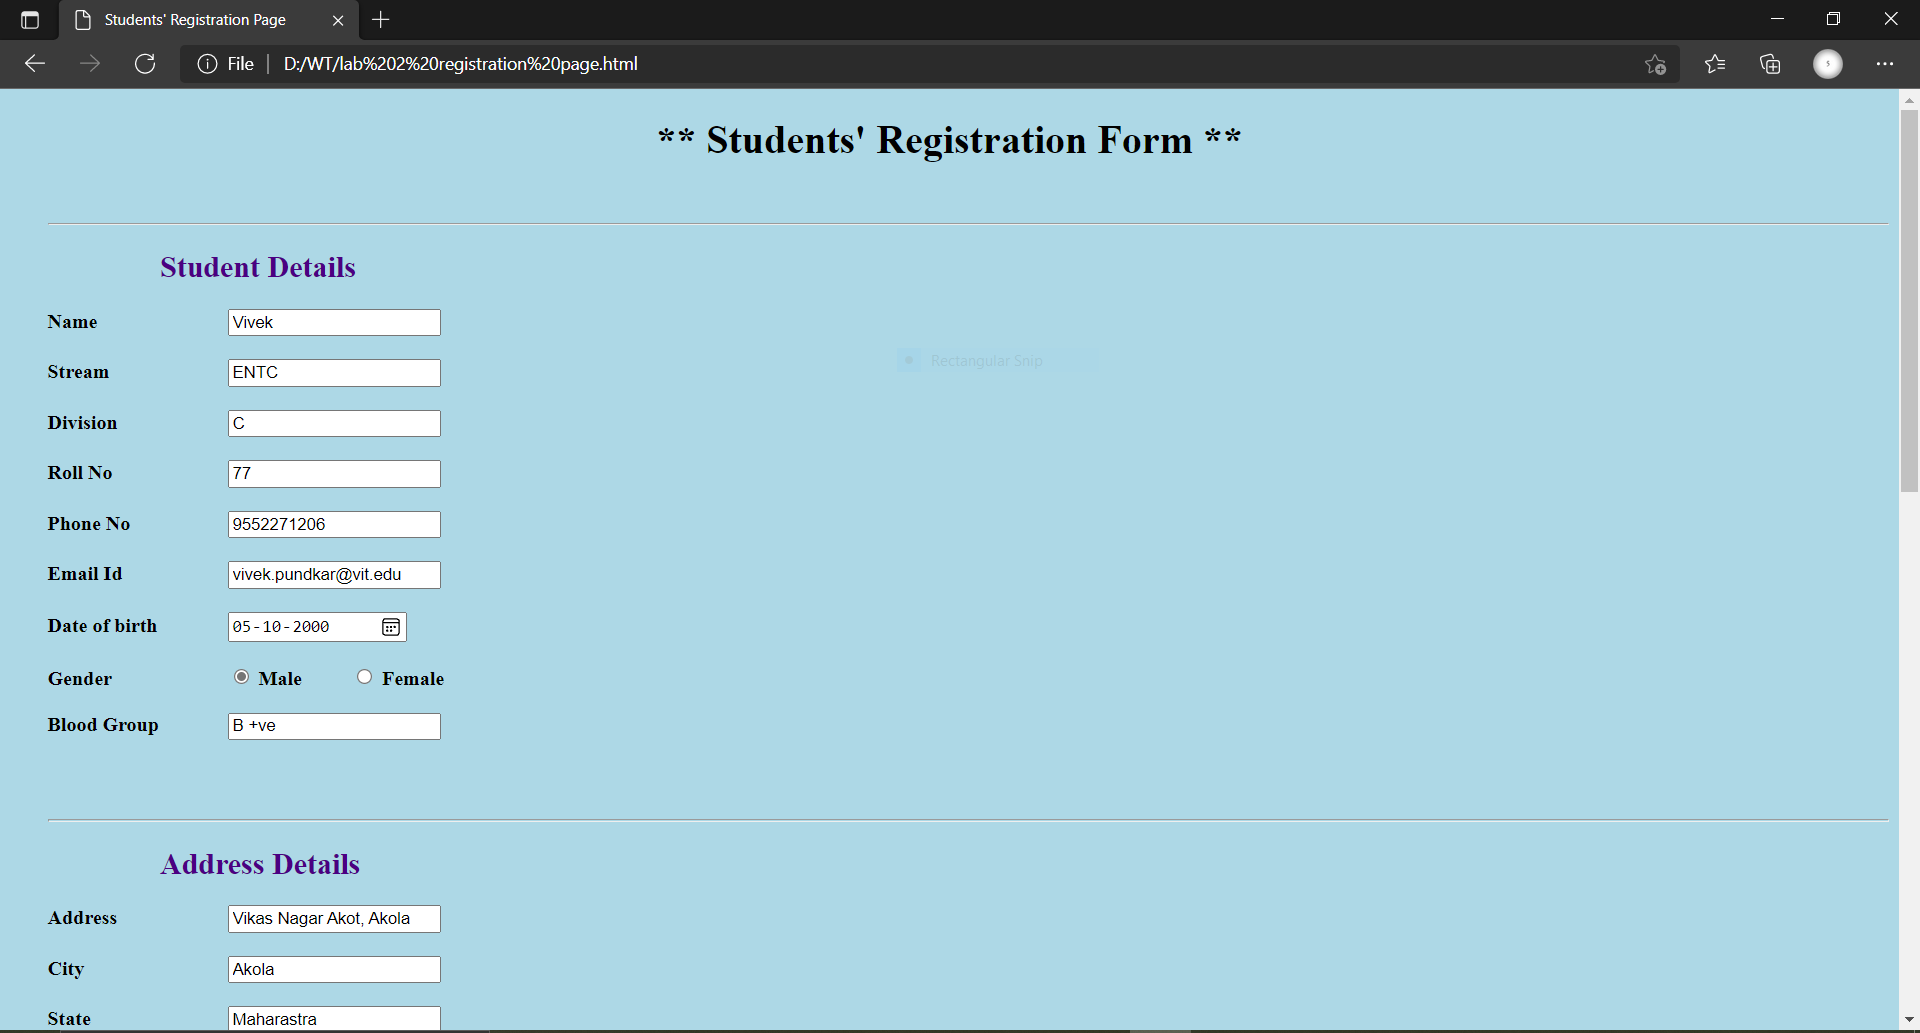 Students' Registration Page
File D:/WT/lab%202%20registration%20page.html
** Students' Registration Form **
Student Details
Name Vivek
Rectangular Snip
Stream ENTC
Division C
Roll No 77
Phone No 9552271206
Email Id vivek.pundkar@vit.edu
Date of birth 05-10-2000
Gender Male Female
Blood Group B +ve
Address Details
Address Vikas Nagar Akot, Akola
City Akola
State Maharastra